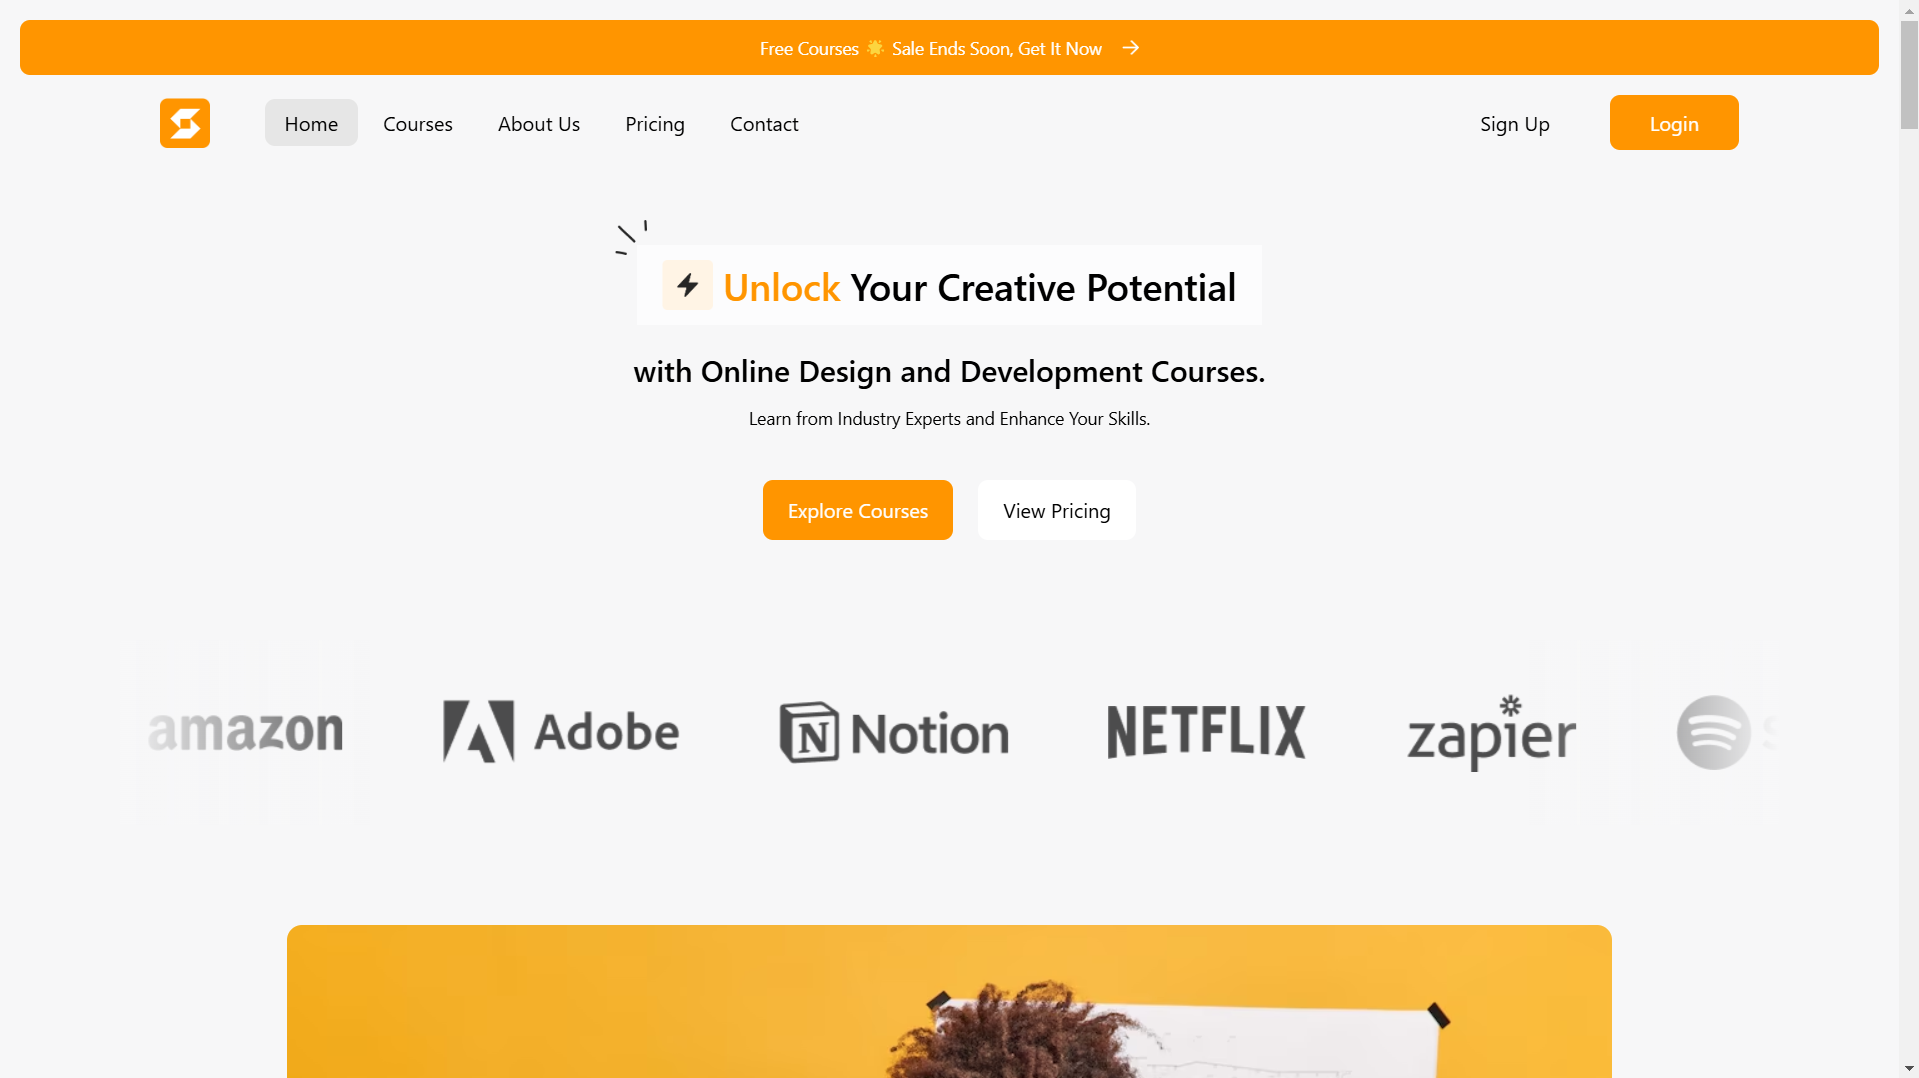 Free Courses 🌟 Sale Ends Soon, Get It Now
Home
Courses
About Us
Pricing
Contact
Sign Up
Login
Unlock Your Creative Potential
with Online Design and Development Courses.
Learn from Industry Experts and Enhance Your Skills.
Explore Courses
View Pricing
amazon
Adobe
Notion
NETFLIX
zapier